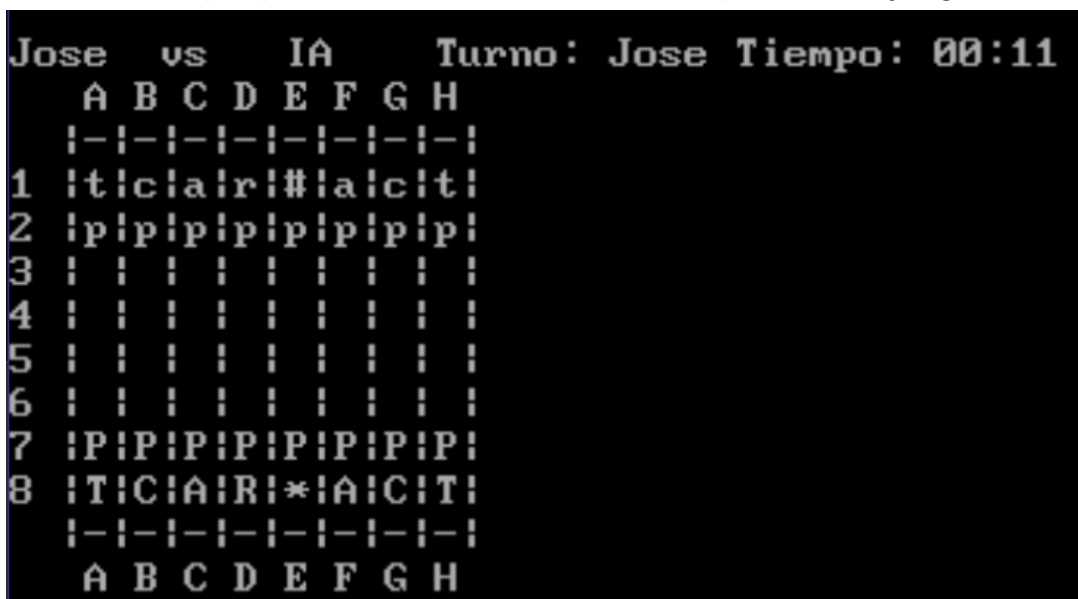 Jose   vs   IA     Turno: Jose Tiempo: 00:11
   A B C D E F G H
  |-|-|-|-|-|-|-|-|
1 |t|c|a|r|#|a|c|t|
2 |p|p|p|p|p|p|p|p|
3 | | | | | | | | |
4 | | | | | | | | |
5 | | | | | | | | |
6 | | | | | | | | |
7 |P|P|P|P|P|P|P|P|
8 |T|C|A|R|*|A|C|T|
  |-|-|-|-|-|-|-|-|
   A B C D E F G H